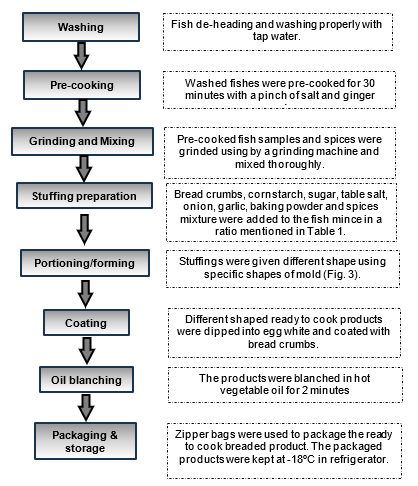 Washing
Fish de-heading and washing properly with
tap water.
Pre-cooking
Washed fishes were pre-cooked for 30
minutes with a pinch of salt and ginger
.
Grinding and Mixing
Pre-cooked fish samples and spices were
grinded using by a grinding machine and
mixed thoroughly.
Stuffing preparation
Bread crumbs, cornstarch, sugar, table salt,
onion, garlic, baking powder and spices
mixture were added to the fish mince in a
ratio mentioned in Table 1.
Portioning/forming
Stuffings were given different shape using
specific shapes of mold (Fig. 3).
Coating
Different shaped ready to cook products
were dipped into egg white and coated with
bread crumbs.
Oil blanching
The products were blanched in hot
vegetable oil for 2 minutes
Packaging &
storage
Zipper bags were used to package the ready
to cook breaded product. The packaged
products were kept at -18ºC in refrigerator.